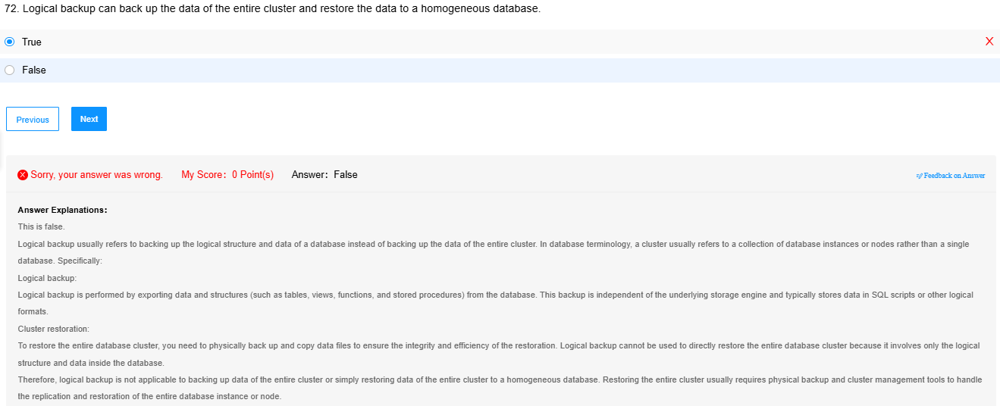 72. Logical backup can back up the data of the entire cluster and restore the data to a homogeneous database.
True
False
Previous
Next
Sorry, your answer was wrong. My Score: 0 Point(s) Answer: False
Feedback on Answer
Answer Explanations:
This is false.
Logical backup usually refers to backing up the logical structure and data of a database instead of backing up the data of the entire cluster. In database terminology, a cluster usually refers to a collection of database instances or nodes rather than a single
database. Specifically:
Logical backup:
Logical backup is performed by exporting data and structures (such as tables, views, functions, and stored procedures) from the database. This backup is independent of the underlying storage engine and typically stores data in SQL scripts or other logical
formats.
Cluster restoration:
To restore the entire database cluster, you need to physically back up and copy data files to ensure the integrity and efficiency of the restoration. Logical backup cannot be used to directly restore the entire database cluster because it involves only the logical
structure and data inside the database.
Therefore, logical backup is not applicable to backing up data of the entire cluster or simply restoring data of the entire cluster to a homogeneous database. Restoring the entire cluster usually requires physical backup and cluster management tools to handle
the replication and restoration of the entire database instance or node.